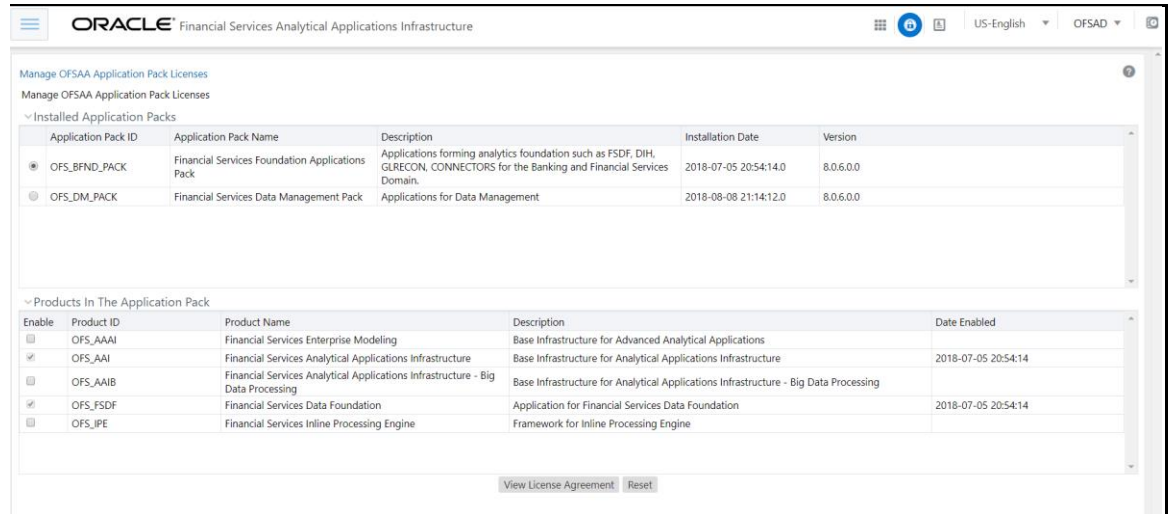 ORACLE® Financial Services Analytical Applications Infrastructure
US-English
OFSAD
Manage OFSAA Application Pack Licenses
Manage OFSAA Application Pack Licenses
Installed Application Packs
Application Pack ID Application Pack Name Description Installation Date Version
OFS_BFND_PACK Financial Services Foundation Applications Pack Applications forming analytics foundation such as FSDF, DIH, GLRECON, CONNECTORS for the Banking and Financial Services Domain. 2018-07-05 20:54:14.0 8.0.6.0.0
OFS_DM_PACK Financial Services Data Management Pack Applications for Data Management 2018-08-08 21:14:12.0 8.0.6.0.0
Products In The Application Pack
Enable Product ID Product Name Description Date Enabled
OFS_AAAI Financial Services Enterprise Modeling Base Infrastructure for Advanced Analytical Applications
OFS_AAI Financial Services Analytical Applications Infrastructure Base Infrastructure for Analytical Applications Infrastructure 2018-07-05 20:54:14
OFS_AAIB Financial Services Analytical Applications Infrastructure - Big Data Processing Base Infrastructure for Analytical Applications Infrastructure - Big Data Processing
OFS_FSDF Financial Services Data Foundation Application for Financial Services Data Foundation 2018-07-05 20:54:14
OFS_IPE Financial Services Inline Processing Engine Framework for Inline Processing Engine
View License Agreement Reset